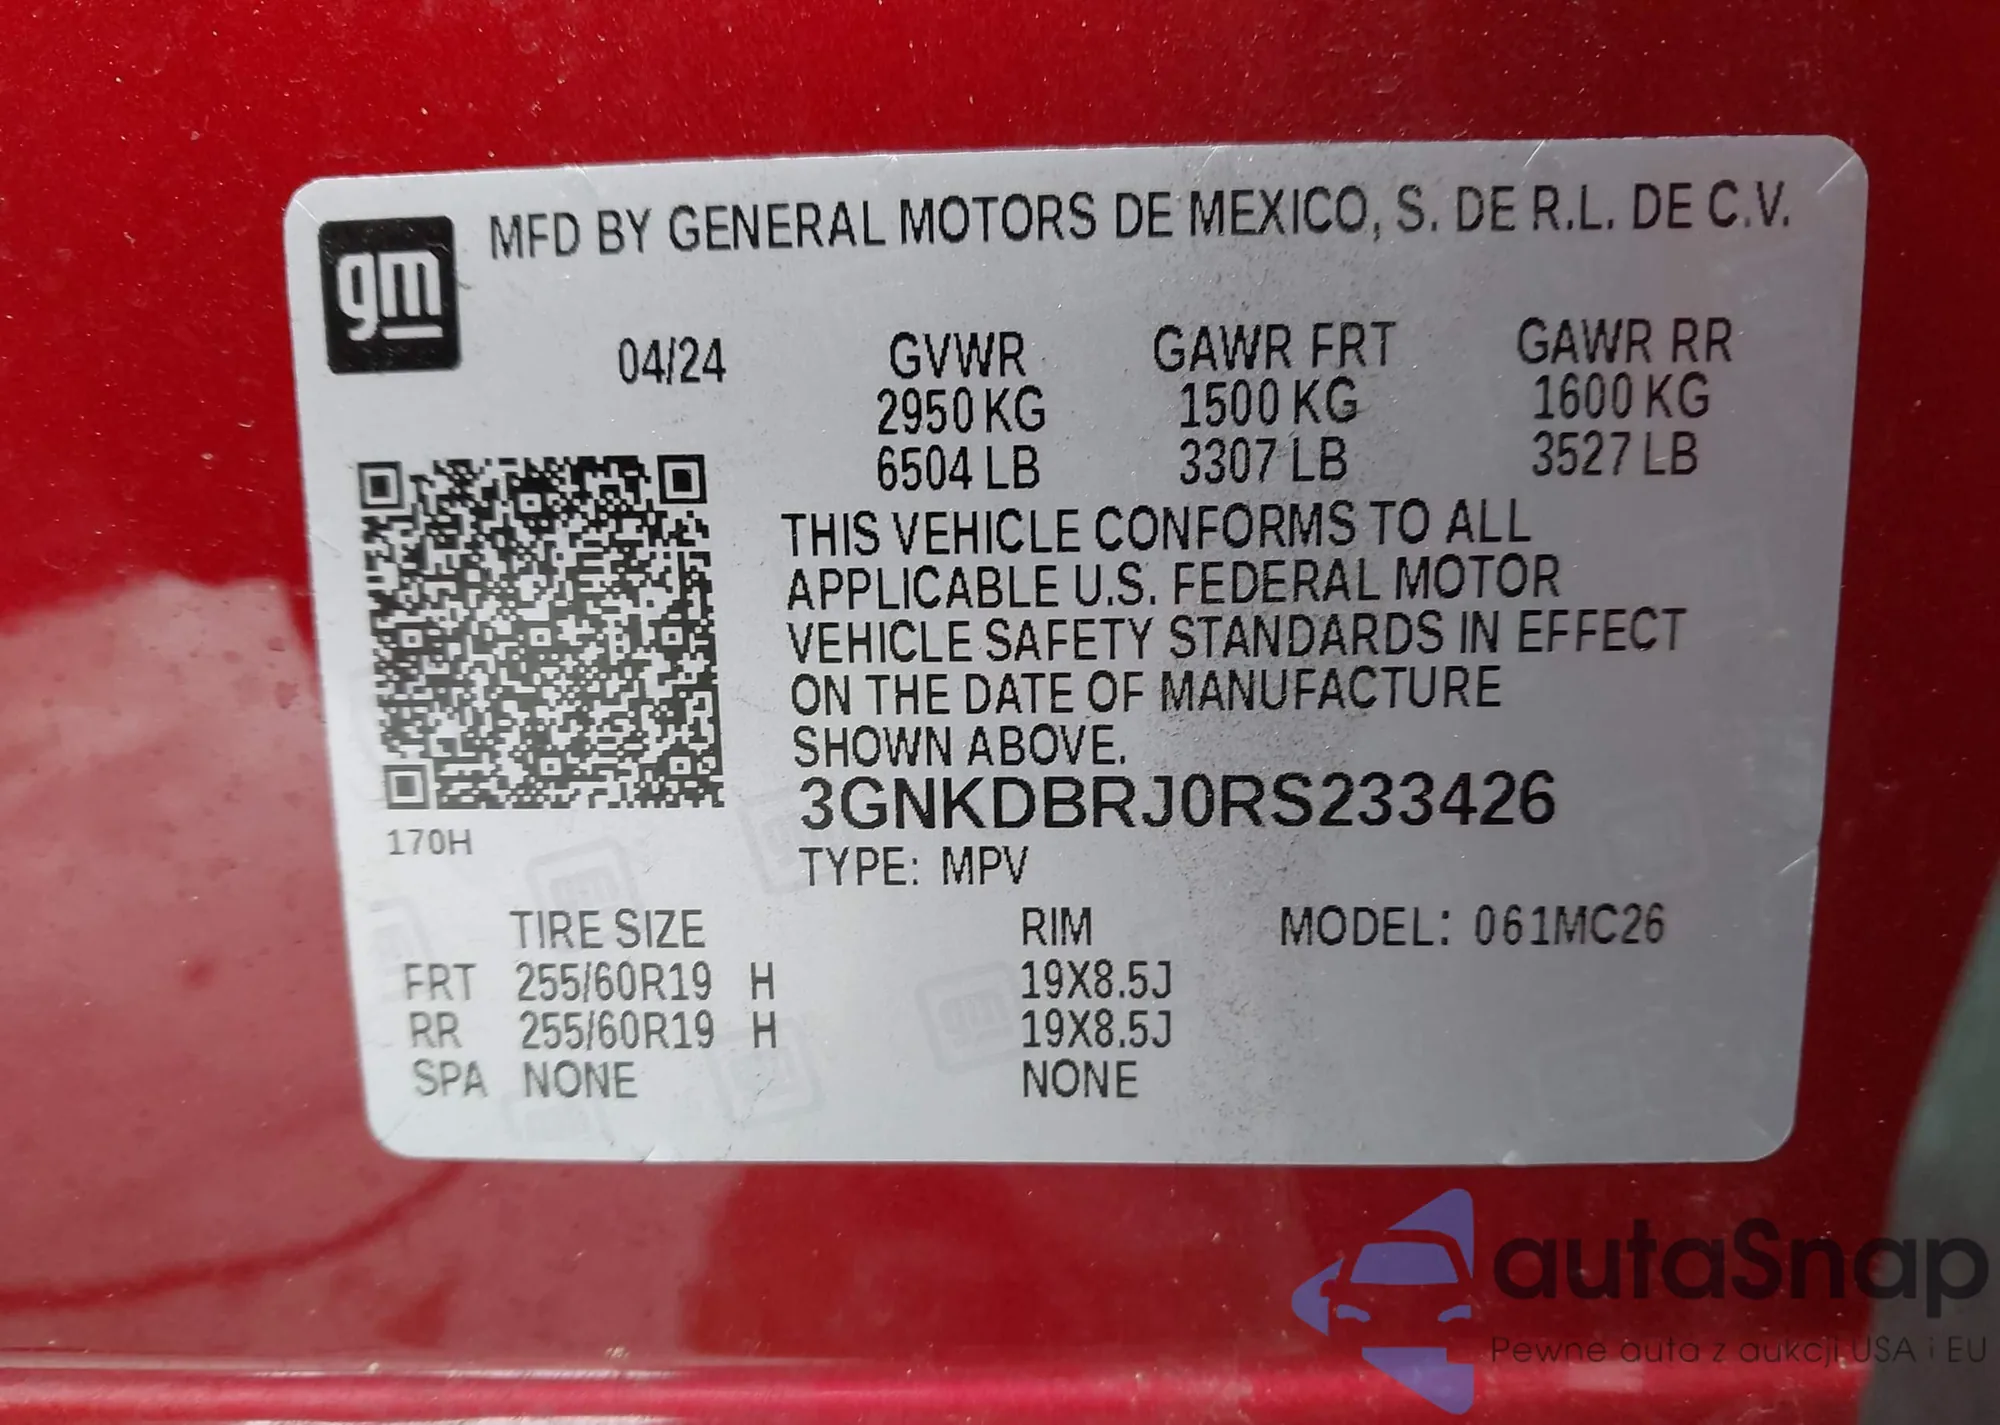 gm
MFD BY GENERAL MOTORS DE MEXICO, S. DE R.L. DE C.V.
04/24 GVWR GAWR FRT GAWR RR
2950 KG 1500 KG 1600 KG
6504 LB 3307 LB 3527 LB
THIS VEHICLE CONFORMS TO ALL
APPLICABLE U.S. FEDERAL MOTOR
VEHICLE SAFETY STANDARDS IN EFFECT
ON THE DATE OF MANUFACTURE
SHOWN ABOVE.
3GNKDBRJ0RS233426
170H
TYPE: MPV
TIRE SIZE RIM MODEL: 061MC26
FRT 255/60R19 H 19X8.5J
RR 255/60R19 H 19X8.5J
SPA NONE NONE
autaSnap
Pewne auta z aukcji USA i EU